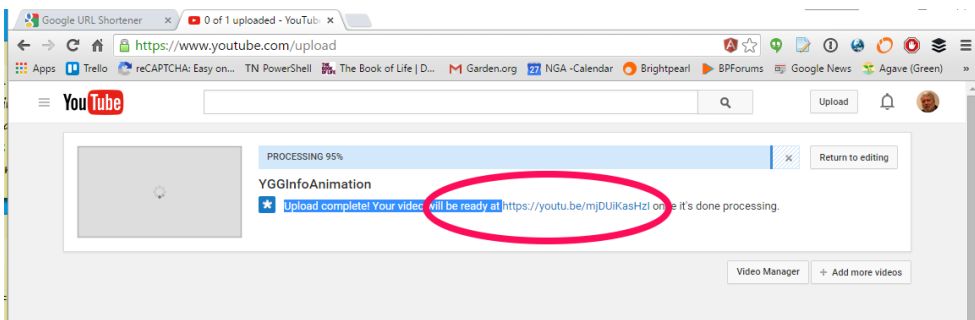 Google URL Shortener × 0 of 1 uploaded - YouTub ×
https://www.youtube.com/upload
Apps Trello reCAPTCHA: Easy on... TN PowerShell The Book of Life | D... Garden.org 27 NGA -Calendar Brightpearl BPForums Google News Agave (Green) »
YouTube Upload
PROCESSING 95% × Return to editing
YGGInfoAnimation
Upload complete! Your video will be ready at https://youtu.be/mjDUiKasHzI once it's done processing.
Video Manager + Add more videos